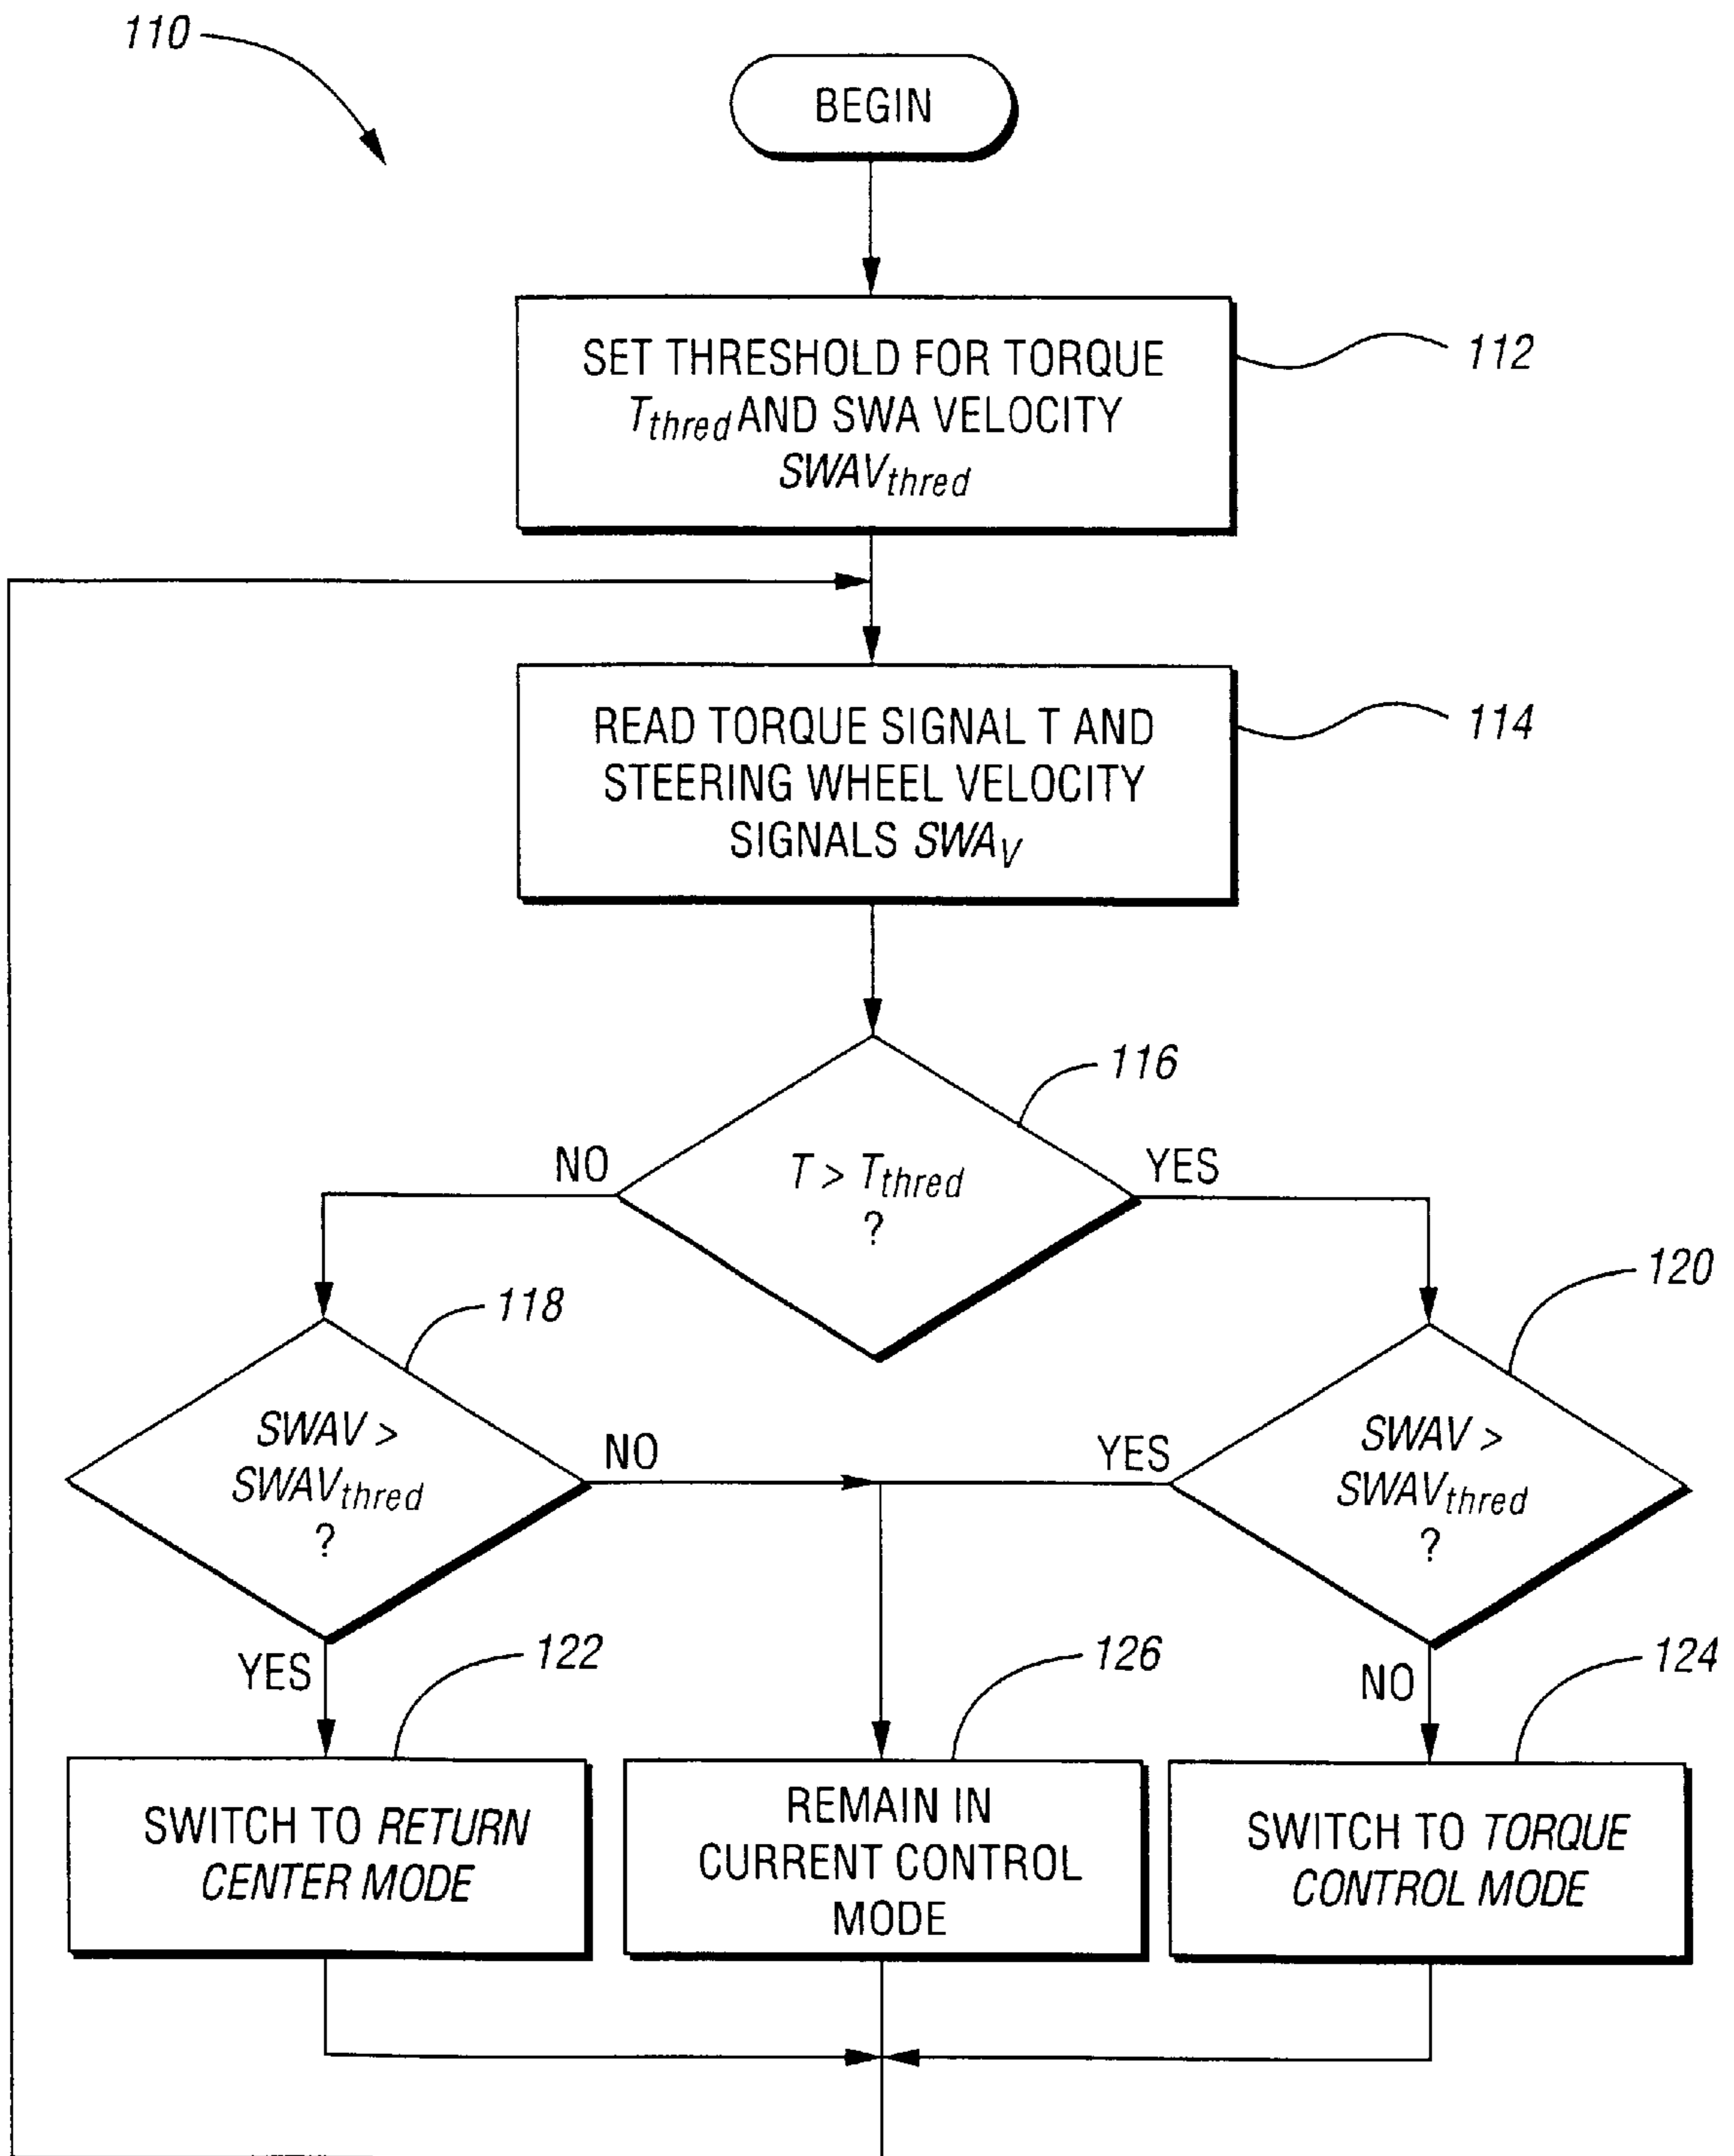 110
BEGIN
SET THRESHOLD FOR TORQUE
Tthred AND SWA VELOCITY
SWAVthred
112
READ TORQUE SIGNAL T AND
STEERING WHEEL VELOCITY
SIGNALS SWAV
114
116
NO
T > Tthred
?
YES
118
SWAV >
SWAVthred
?
NO
YES
120
SWAV >
SWAVthred
?
YES
NO
122
SWITCH TO RETURN
CENTER MODE
126
REMAIN IN
CURRENT CONTROL
MODE
124
SWITCH TO TORQUE
CONTROL MODE